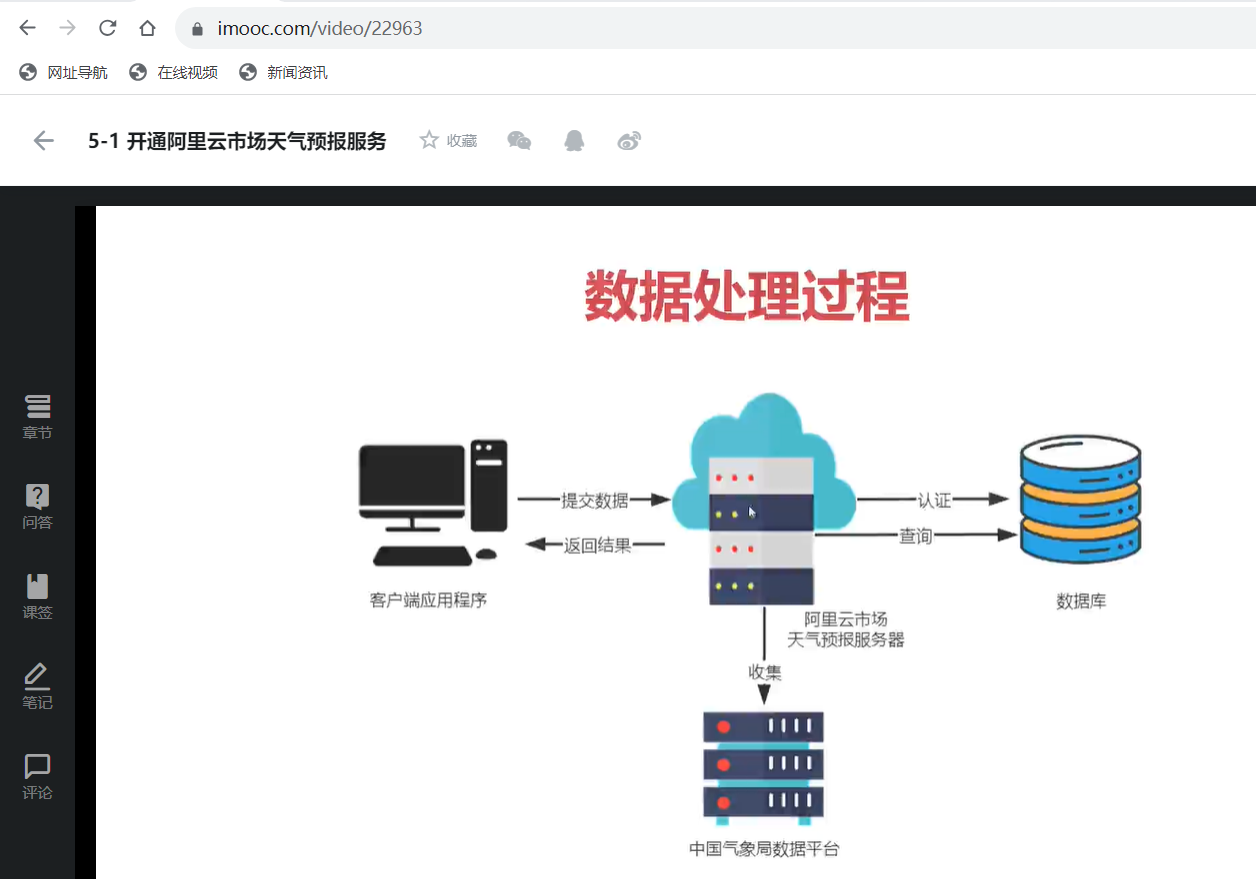 imooc.com/video/22963
网址导航 在线视频 新闻资讯
5-1 开通阿里云市场天气预报服务 收藏
数据处理过程
章节
问答
课签
笔记
评论
提交数据
返回结果
认证
查询
客户端应用程序
阿里云市场
天气预报服务器
数据库
收集
中国气象局数据平台